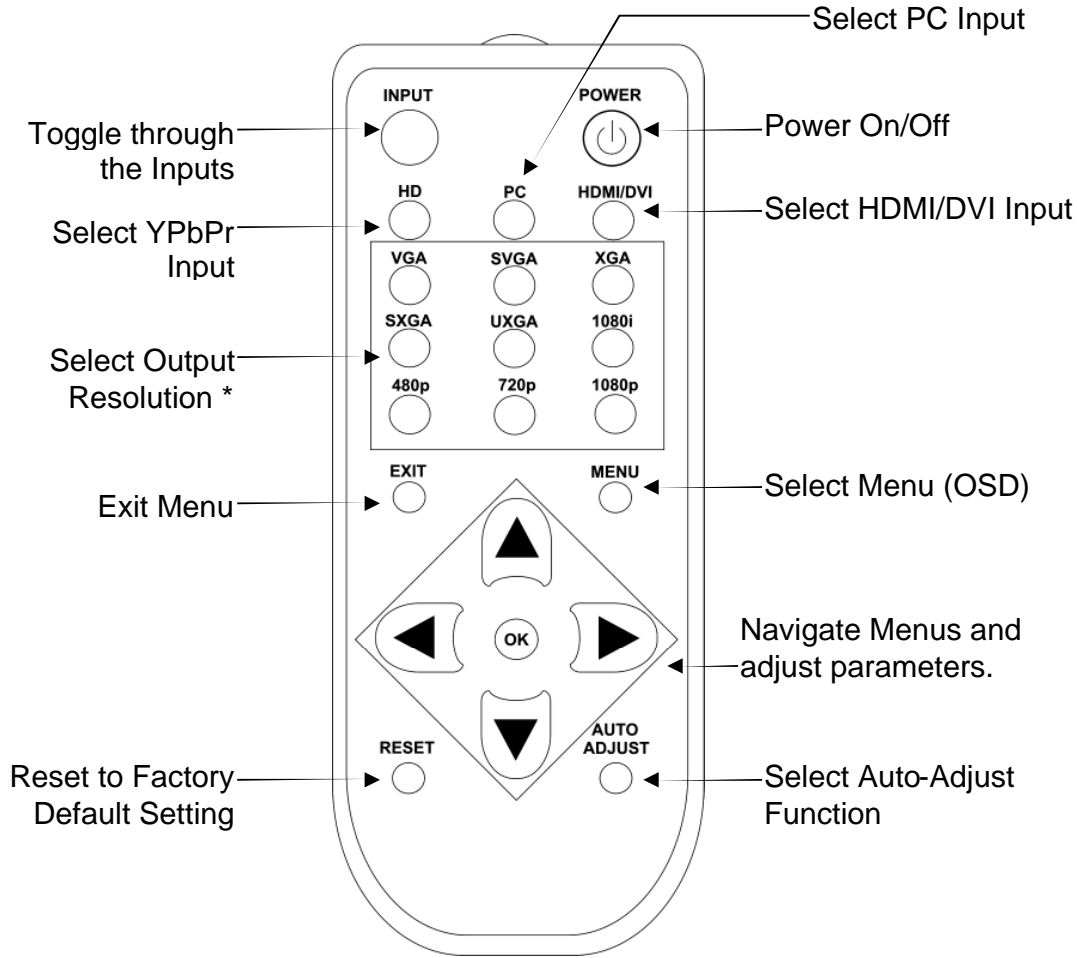 Select PC Input
INPUT
POWER
Toggle through
the Inputs
Power On/Off
HD
PC
HDMI/DVI
Select YPbPr
Input
Select HDMI/DVI Input
VGA
SVGA
XGA
SXGA
UXGA
1080i
Select Output
Resolution *
480p
720p
1080p
EXIT
MENU
Exit Menu
Select Menu (OSD)
OK
Navigate Menus and
adjust parameters.
RESET
AUTO
ADJUST
Reset to Factory
Default Setting
Select Auto-Adjust
Function